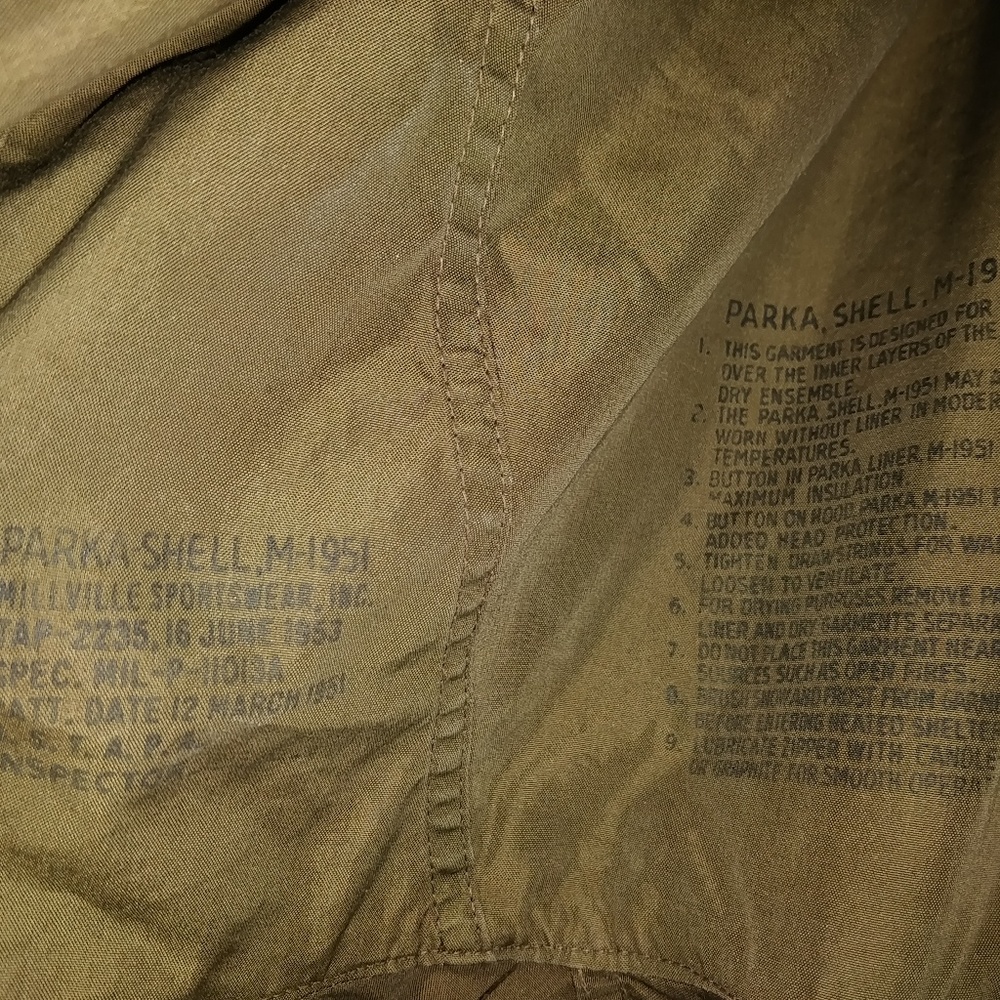 PARKA-SHELL, M-1951
MILLVILLE SPORTSWEAR, INC.
TAP-2235, 16 JUNE 1953
SPEC. MIL-P-11013A
ATT. DATE 12 MARCH 1951
S. T. A. P. A.
INSPECTOR
PARKA, SHELL, M-19
1. THIS GARMENT IS DESIGNED FOR
OVER THE INNER LAYERS OF THE
DRY ENSEMBLE.
2. THE PARKA, SHELL, M-1951 MAY
WORN WITHOUT LINER IN MODER
TEMPERATURES.
3. BUTTON IN PARKA LINER, M-1951
MAXIMUM INSULATION.
4. BUTTON ON HOOD, PARKA M-1951
ADDED HEAD PROTECTION.
5. TIGHTEN DRAWSTRINGS FOR WA
LOOSEN TO VENTILATE.
6. FOR DRYING PURPOSES, REMOVE
LINER AND DRY GARMENTS SEPAR
7. DO NOT PLACE THIS GARMENT NEAR
SOURCES SUCH AS OPEN FIRES.
8. BRUSH SNOW AND FROST FROM GARM
BEFORE ENTERING HEATED SHELTE
9. LUBRICATE ZIPPER WITH CANDLE
OR GRAPHITE FOR SMOOTH OPERA